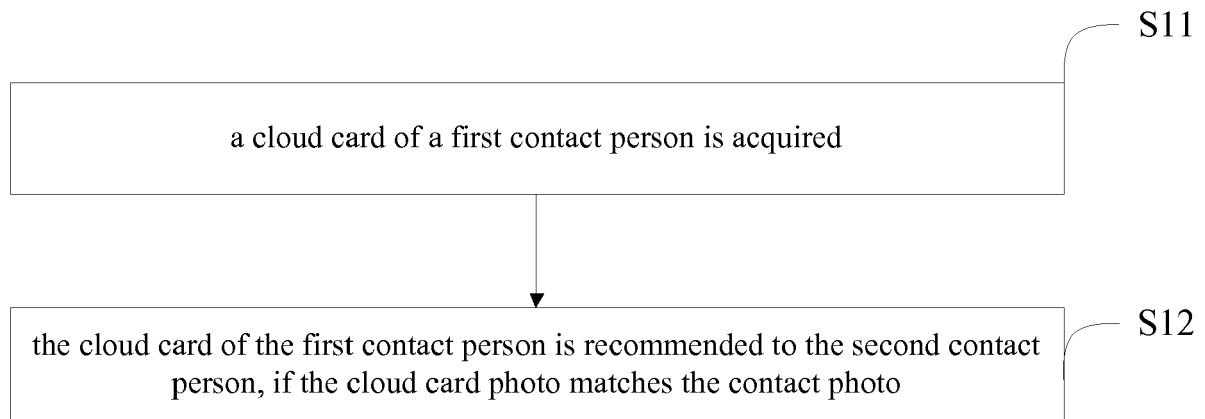 S11
a cloud card of a first contact person is acquired
S12
the cloud card of the first contact person is recommended to the second contact
person, if the cloud card photo matches the contact photo